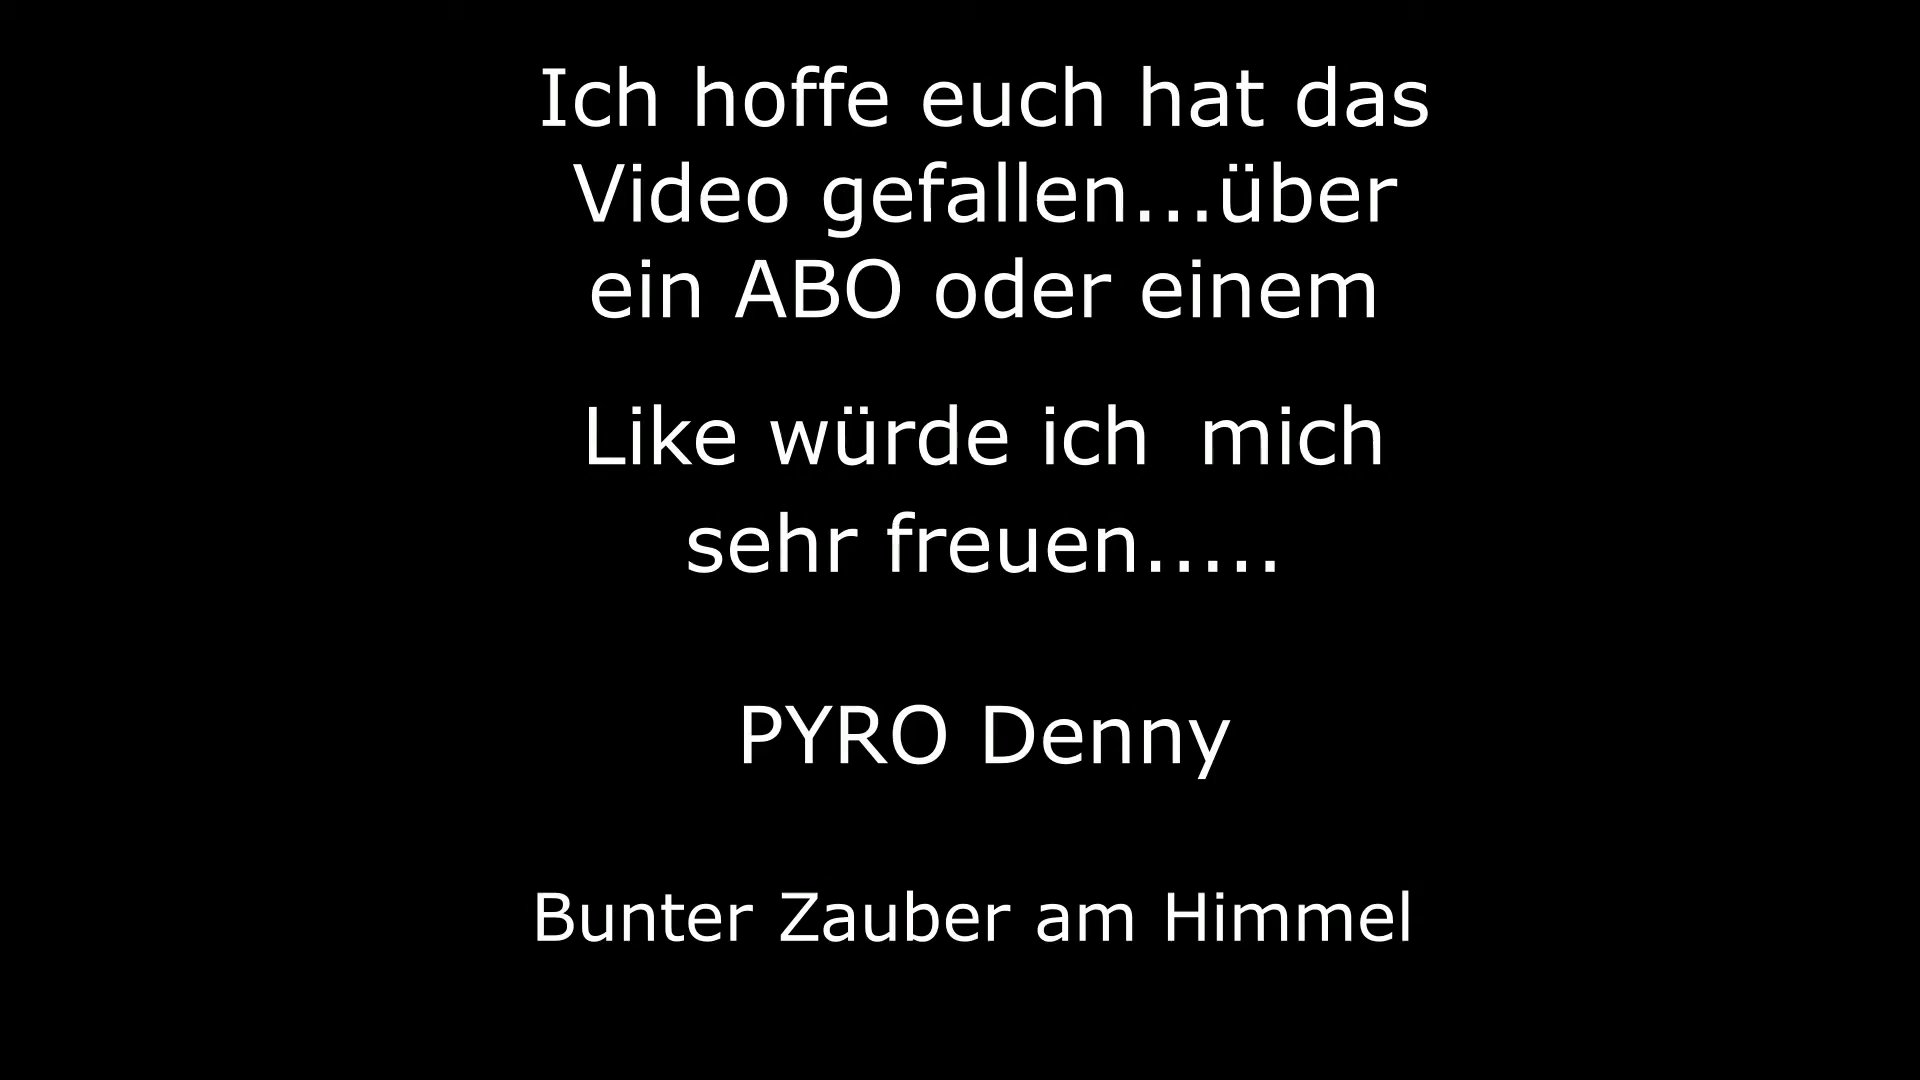 Ich hoffe euch hat das
Video gefallen...über
ein ABO oder einem
Like würde ich  mich
sehr freuen.....
PYRO Denny
Bunter Zauber am Himmel